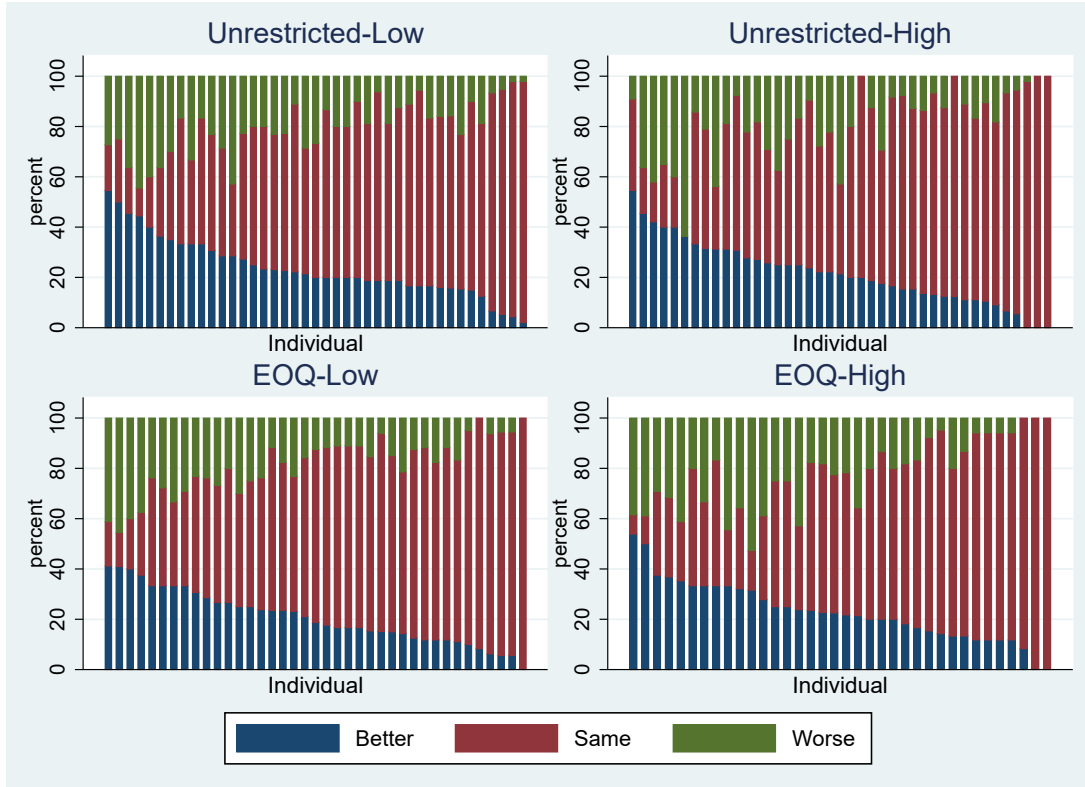 Unrestricted-Low
Unrestricted-High
percent
0 20 40 60 80 100
Individual
percent
0 20 40 60 80 100
Individual
EOQ-Low
EOQ-High
percent
0 20 40 60 80 100
Individual
percent
0 20 40 60 80 100
Individual
Better Same Worse